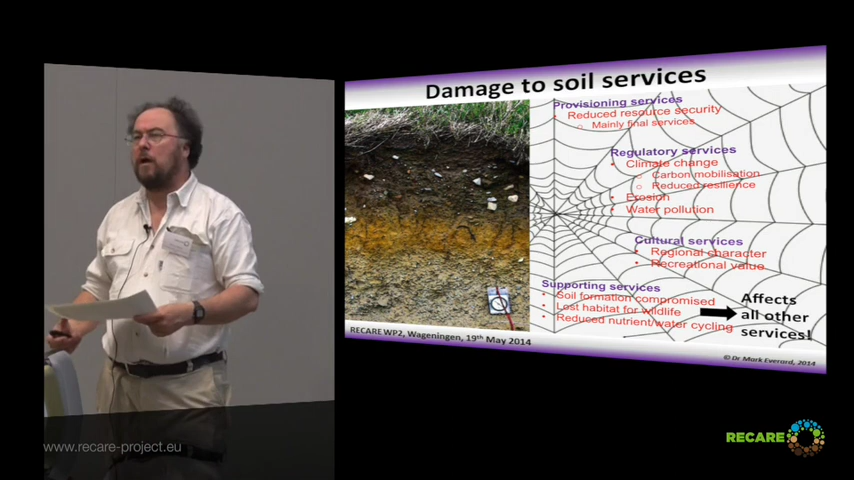 Damage to soil services
Provisioning services
• Reduced resource security
o Mainly final services
Regulatory services
• Climate change
o Carbon mobilisation
o Reduced resilience
• Erosion
• Water pollution
Cultural services
• Regional character
• Recreational value
Supporting services
• Soil formation compromised
• Lost habitat for wildlife
• Reduced nutrient/water cycling
Affects
all other
services!
RECARE WP2, Wageningen, 19th May 2014
© Dr Mark Everard, 2014
www.recare-project.eu
RECARE